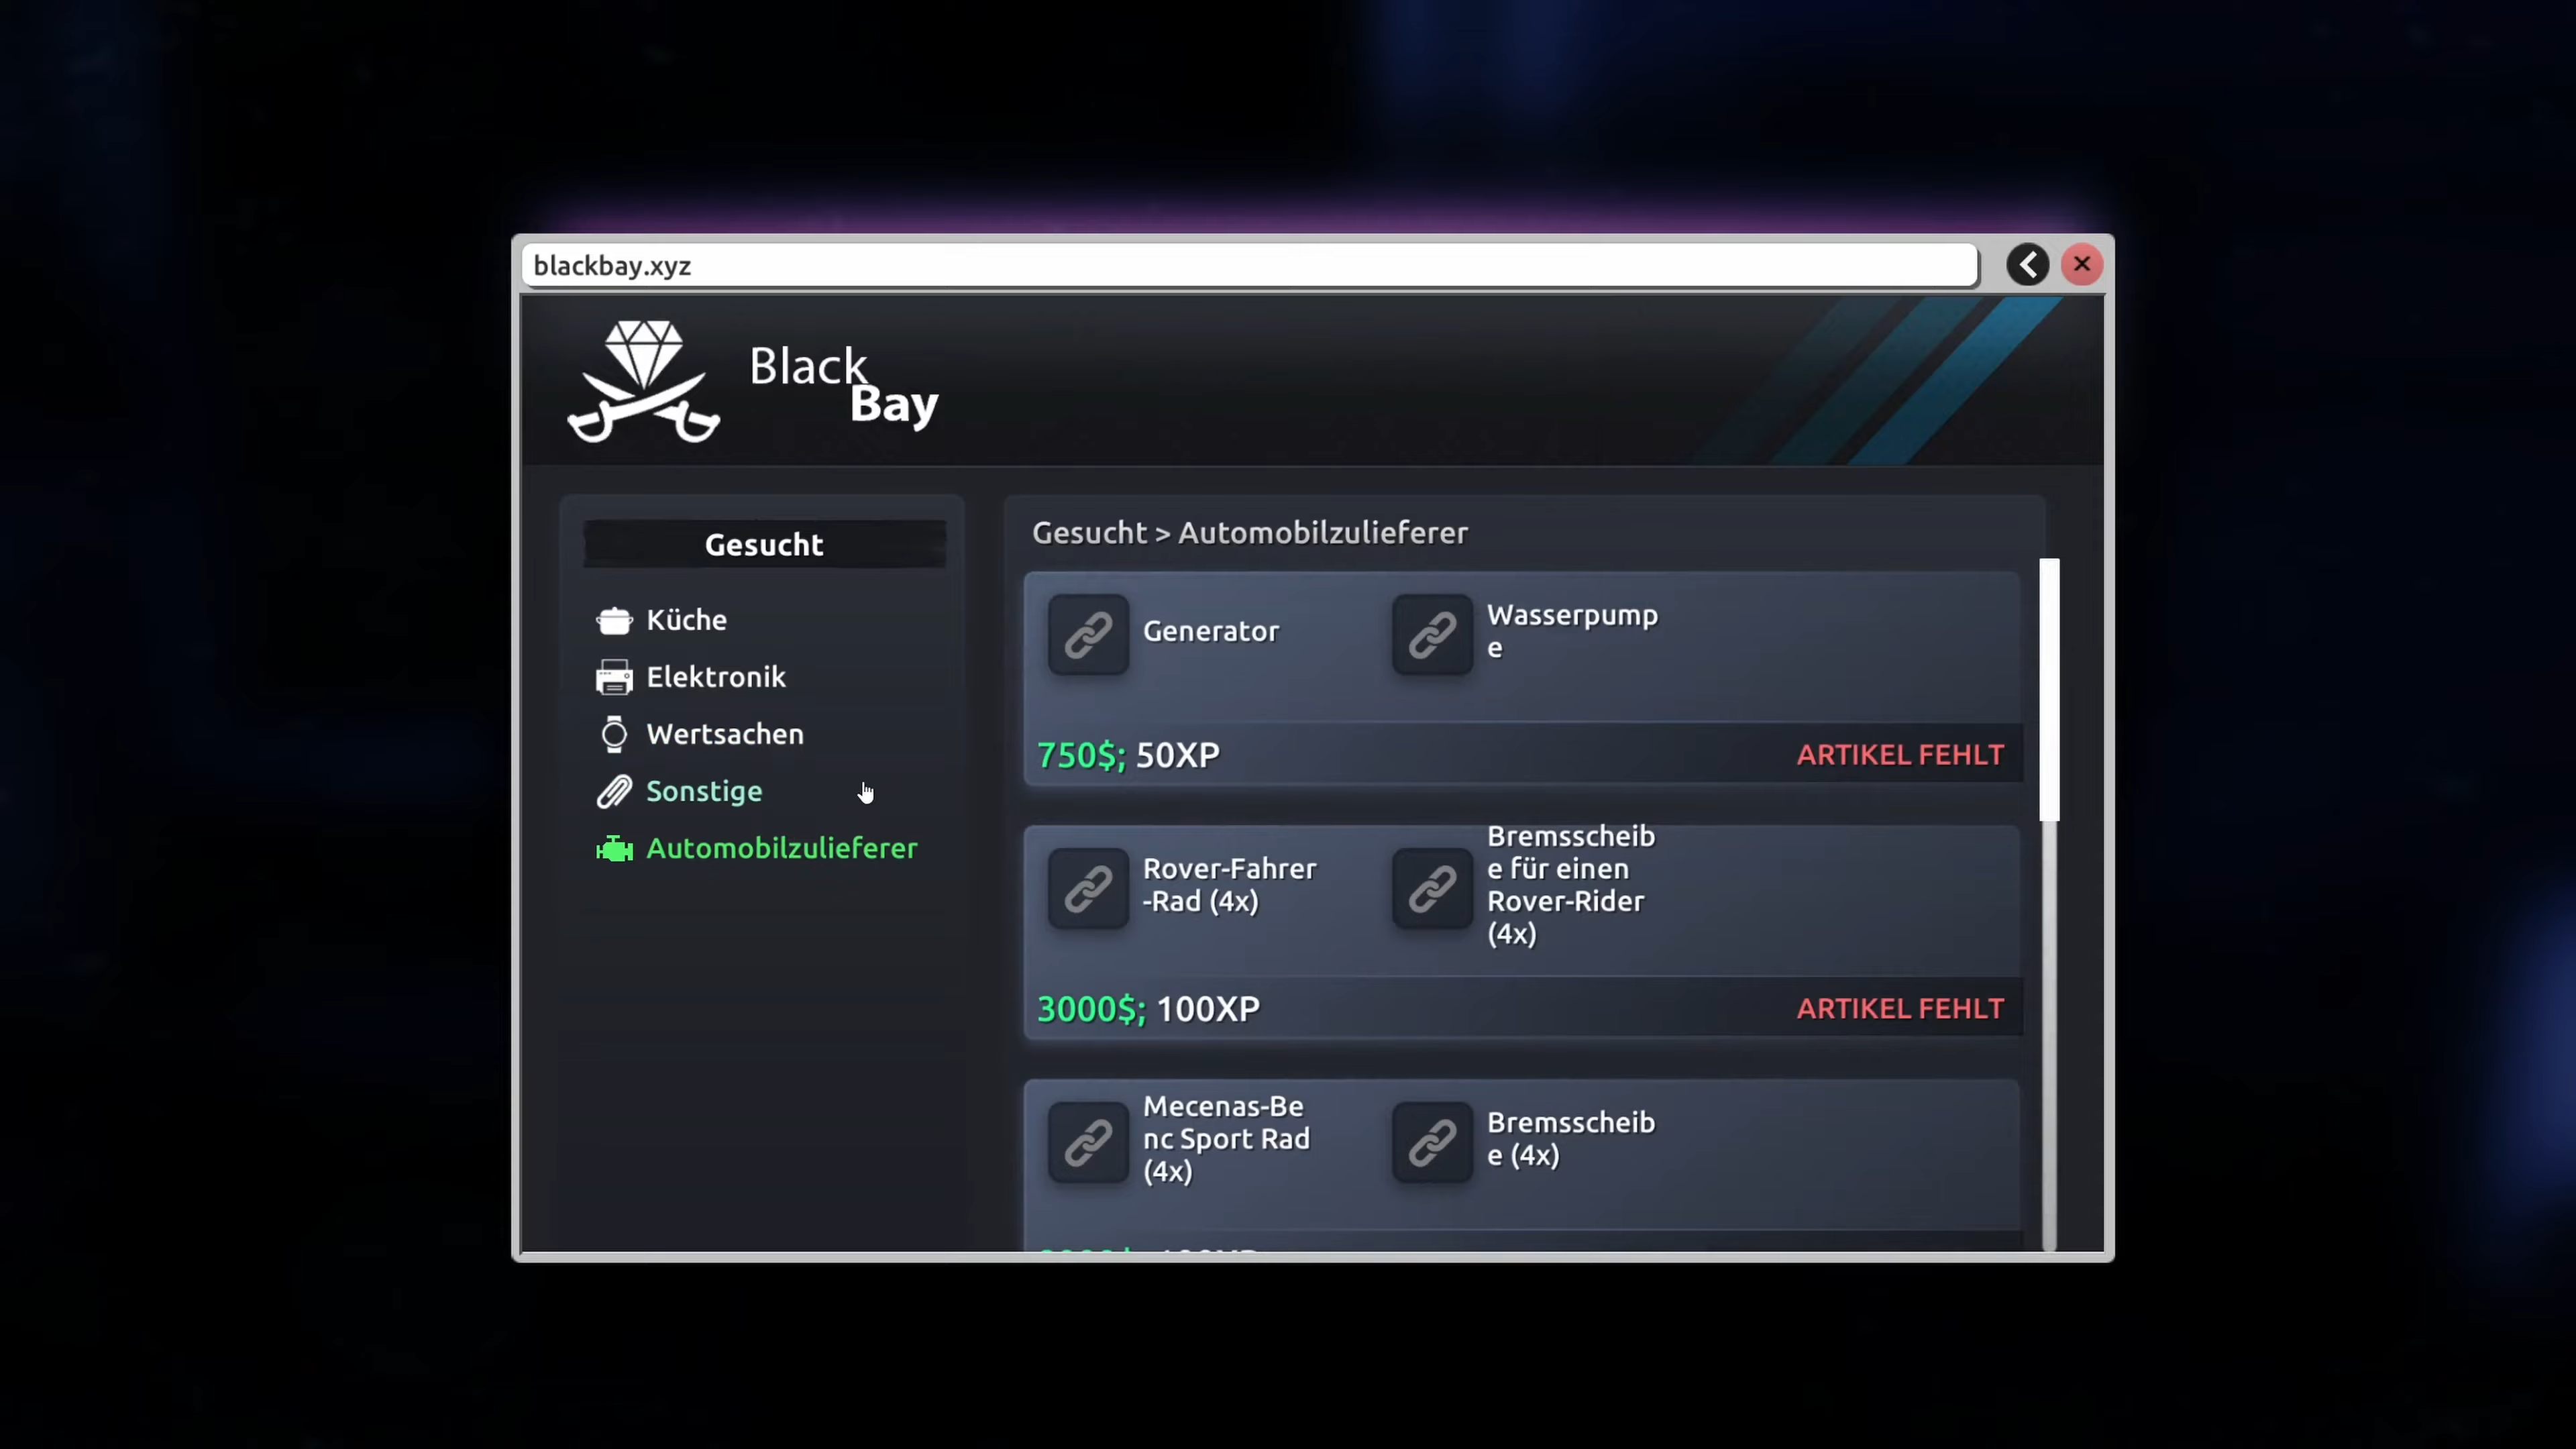 blackbay.xyz
Black
Bay
Gesucht
Küche
Elektronik
Wertsachen
Sonstige
Automobilzulieferer
Gesucht > Automobilzulieferer
Generator
Wasserpump
e
750$; 50XP
ARTIKEL FEHLT
Rover-Fahrer
-Rad (4x)
Bremsscheib
e für einen
Rover-Rider
(4x)
3000$; 100XP
ARTIKEL FEHLT
Mecenas-Be
nc Sport Rad
(4x)
Bremsscheib
e (4x)